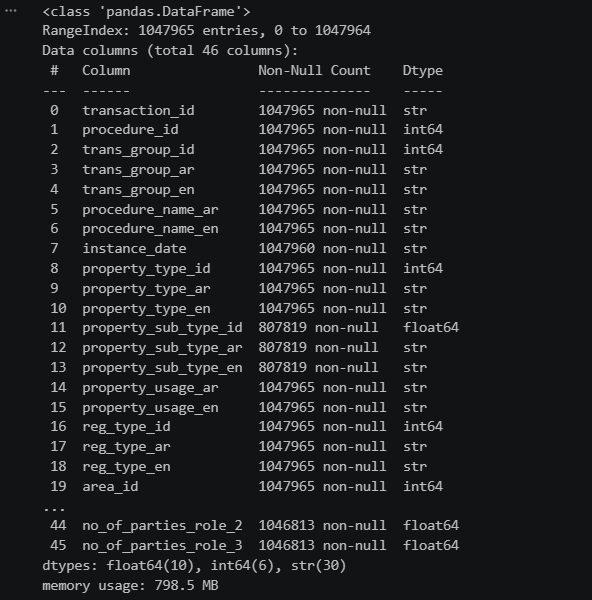 ...
<class 'pandas.DataFrame'>
RangeIndex: 1047965 entries, 0 to 1047964
Data columns (total 46 columns):
 #   Column                Non-Null Count    Dtype
---  ------                --------------    -----
 0   transaction_id        1047965 non-null  str
 1   procedure_id          1047965 non-null  int64
 2   trans_group_id        1047965 non-null  int64
 3   trans_group_ar        1047965 non-null  str
 4   trans_group_en        1047965 non-null  str
 5   procedure_name_ar     1047965 non-null  str
 6   procedure_name_en     1047965 non-null  str
 7   instance_date         1047960 non-null  str
 8   property_type_id      1047965 non-null  int64
 9   property_type_ar      1047965 non-null  str
 10  property_type_en      1047965 non-null  str
 11  property_sub_type_id  807819 non-null   float64
 12  property_sub_type_ar  807819 non-null   str
 13  property_sub_type_en  807819 non-null   str
 14  property_usage_ar     1047965 non-null  str
 15  property_usage_en     1047965 non-null  str
 16  reg_type_id           1047965 non-null  int64
 17  reg_type_ar           1047965 non-null  str
 18  reg_type_en           1047965 non-null  str
 19  area_id               1047965 non-null  int64
...
 44  no_of_parties_role_2  1046813 non-null  float64
 45  no_of_parties_role_3  1046813 non-null  float64
dtypes: float64(10), int64(6), str(30)
memory usage: 798.5 MB